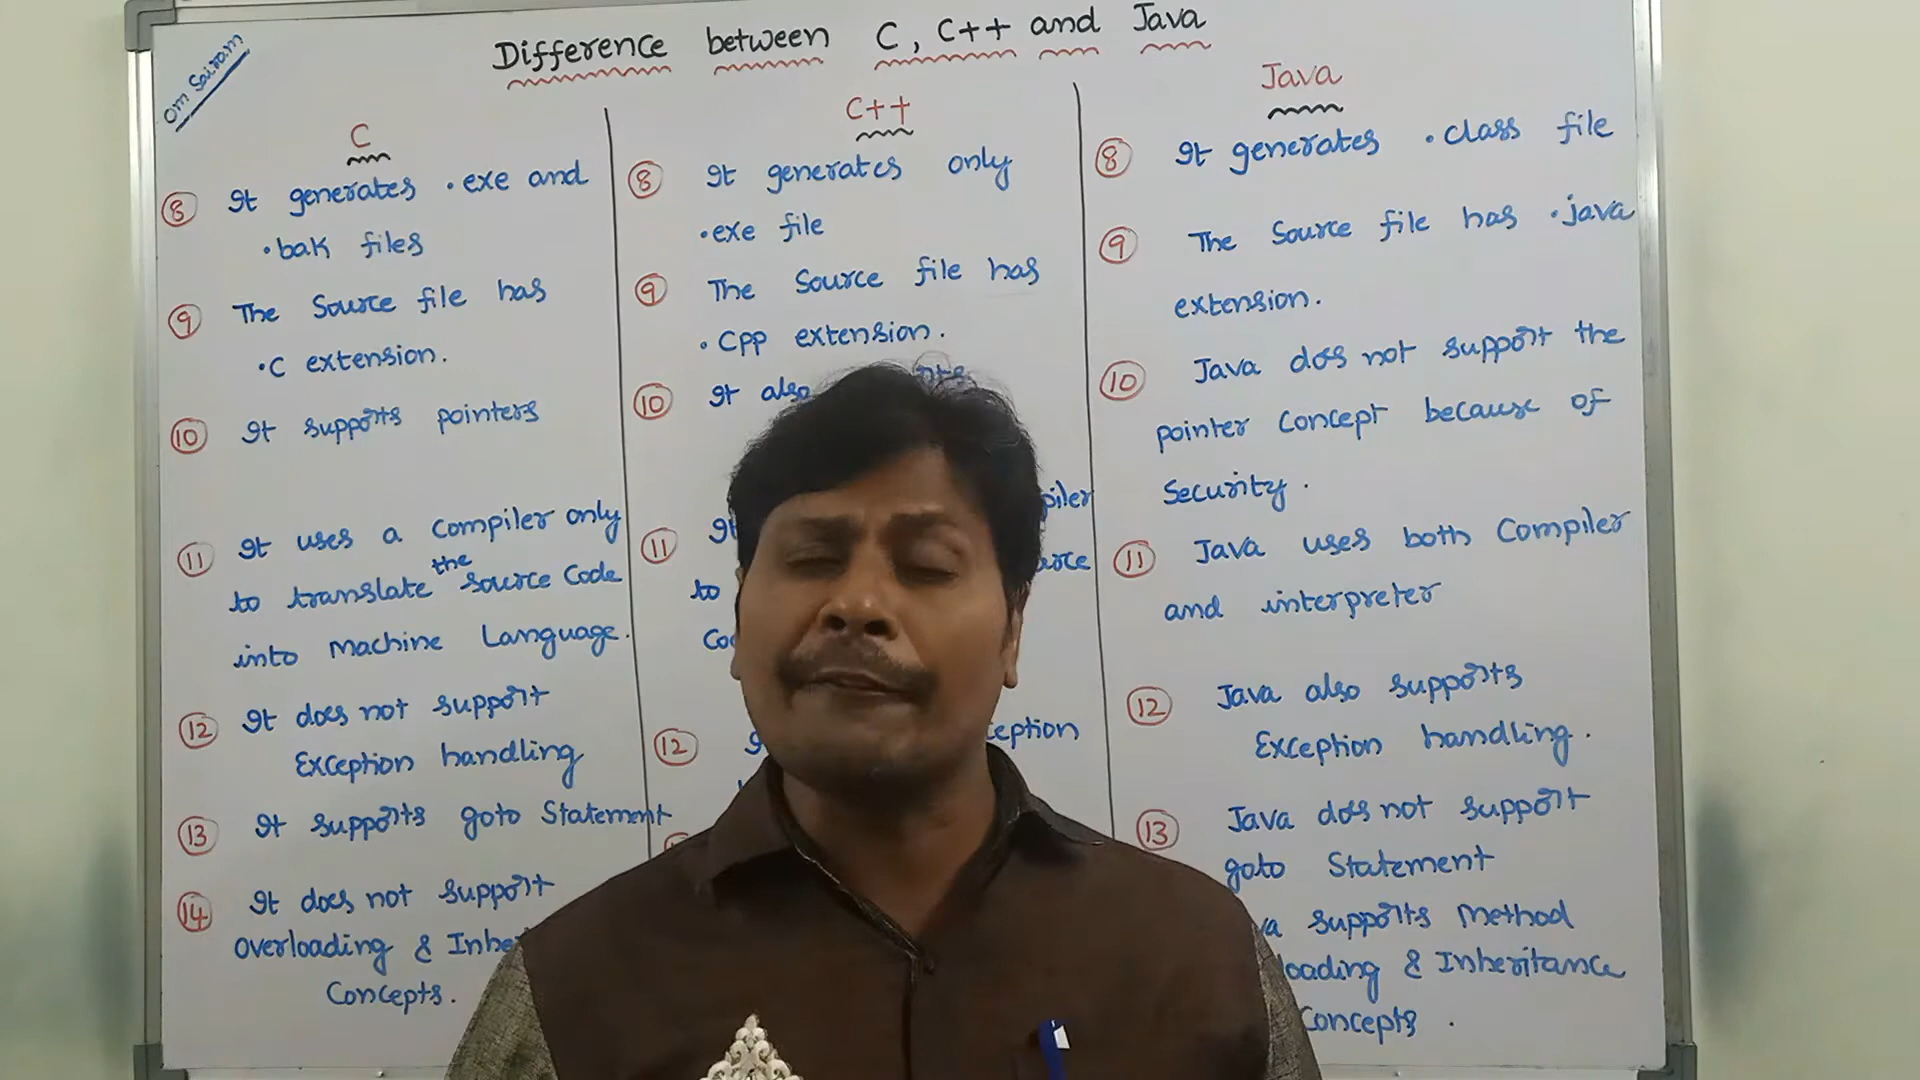 Om Sairam
Difference between C, C++ and Java
C
8 It generates .exe and
.bak files
9 The Source file has
.C extension.
10 It supports pointers
11 It uses a compiler only
to translate the source code
into Machine Language.
12 It does not support
Exception handling
13 It supports goto Statement
14 It does not support
overloading & Inhe
Concepts.
C++
8 It generates only
.exe file
9 The Source file has
.Cpp extension.
10 It also
11 It piler
to urce
12 ception
Java
8 It generates .class file
9 The Source file has .java
extension.
10 Java does not support the
pointer concept because of
Security.
11 Java uses both Compiler
and interpreter
12 Java also supports
Exception handling.
13 Java does not support
goto Statement
va supports Method
loading & Inheritance
Concepts.